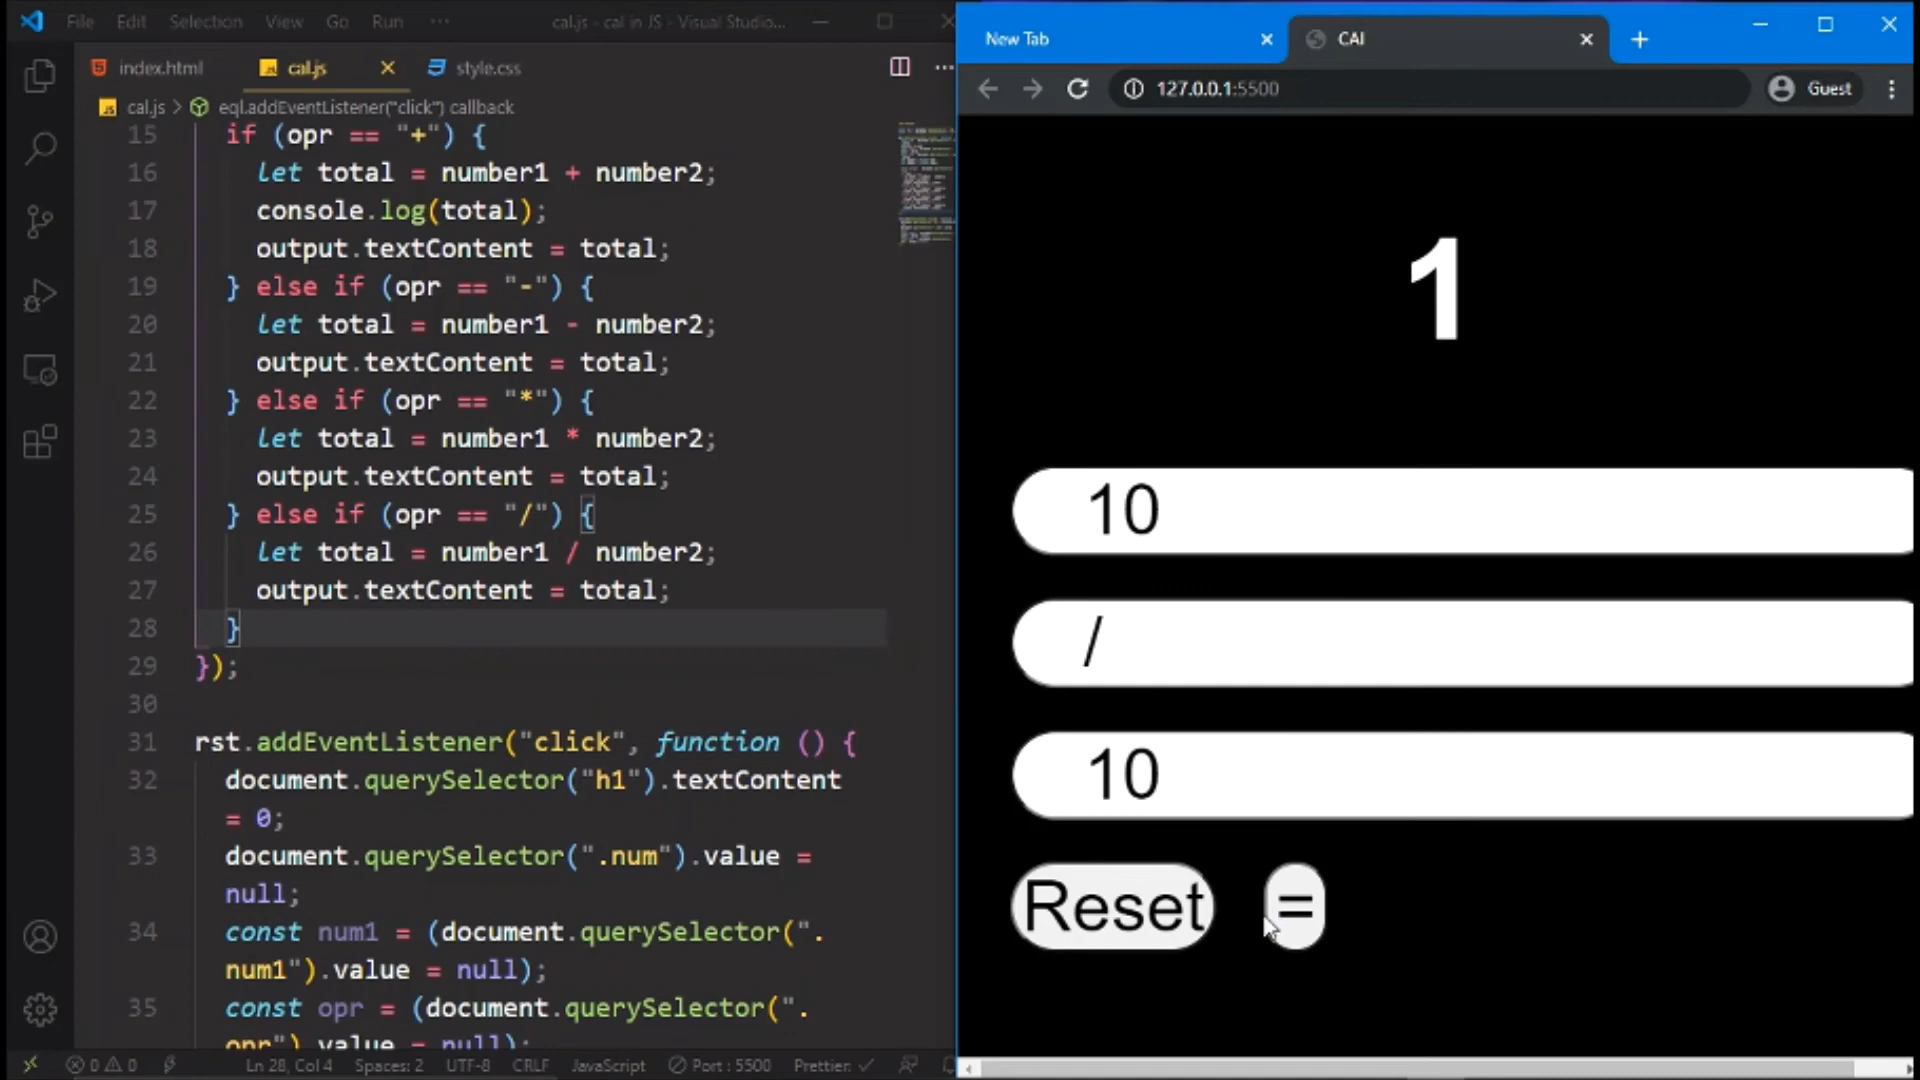 File Edit Selection View Go Run ··· cal.js - cal in JS - Visual Studio...
index.html cal.js style.css
cal.js > eql.addEventListener("click") callback
15 if (opr == "+") {
16 let total = number1 + number2;
17 console.log(total);
18 output.textContent = total;
19 } else if (opr == "-") {
20 let total = number1 - number2;
21 output.textContent = total;
22 } else if (opr == "*") {
23 let total = number1 * number2;
24 output.textContent = total;
25 } else if (opr == "/") {
26 let total = number1 / number2;
27 output.textContent = total;
28 }
29 });
30
31 rst.addEventListener("click", function () {
32 document.querySelector("h1").textContent
= 0;
33 document.querySelector(".num").value =
null;
34 const num1 = (document.querySelector(".
num1").value = null);
35 const opr = (document.querySelector(".
opr").value = null);
0 0 Ln 28, Col 4 Spaces: 2 UTF-8 CRLF JavaScript Port : 5500 Prettier: ✓
New Tab CAl
127.0.0.1:5500 Guest
1
10
/
10
Reset =